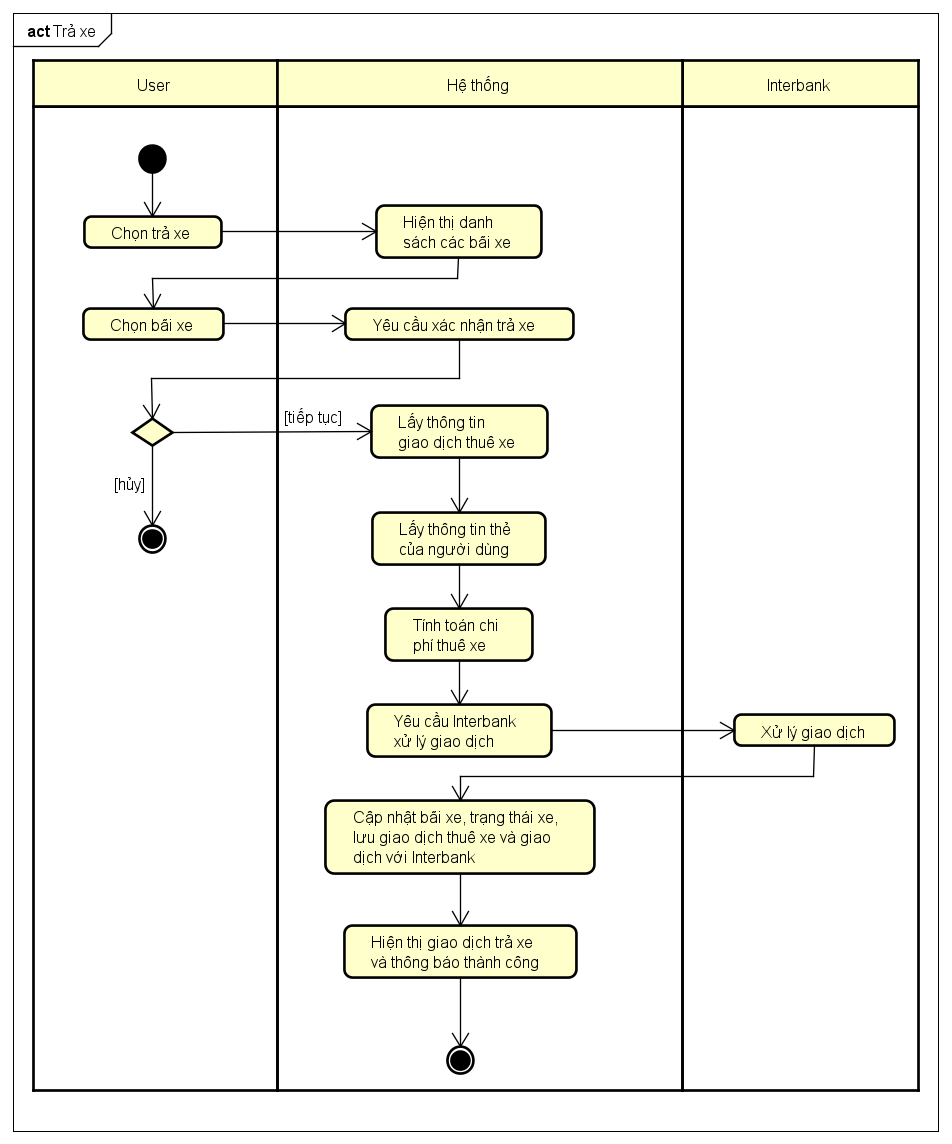 act Trả xe
User
Hệ thống
Interbank
Chọn trả xe
Hiện thị danh
sách các bãi xe
Chọn bãi xe
Yêu cầu xác nhận trả xe
[tiếp tục]
Lấy thông tin
giao dịch thuê xe
[hủy]
Lấy thông tin thẻ
của người dùng
Tính toán chi
phí thuê xe
Yêu cầu Interbank
xử lý giao dịch
Xử lý giao dịch
Cập nhật bãi xe, trạng thái xe,
lưu giao dịch thuê xe và giao
dịch với Interbank
Hiện thị giao dịch trả xe
và thông báo thành công